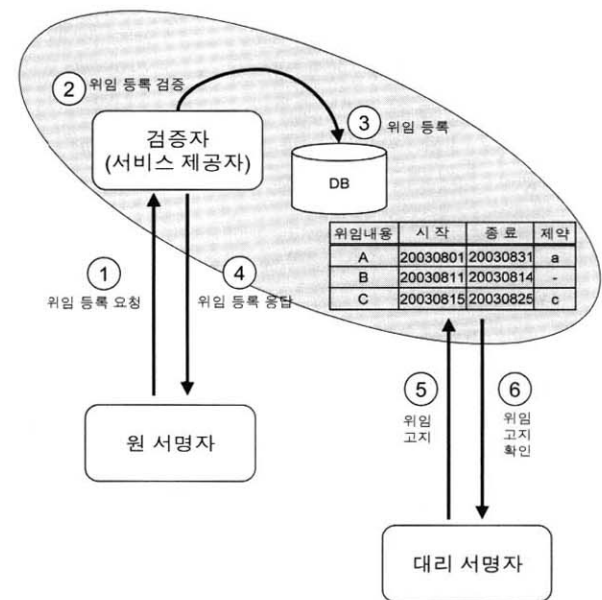 ② 위임 등록 검증
검증자
(서비스 제공자)
③ 위임 등록
DB
위임내용 시 작 종 료 제약
A 20030801 20030831 a
B 20030811 20030814 -
C 20030815 20030825 c
①
위임 등록 요청
④
위임 등록 응답
⑤
위임
고지
⑥
위임
고지
확인
원 서명자
대리 서명자